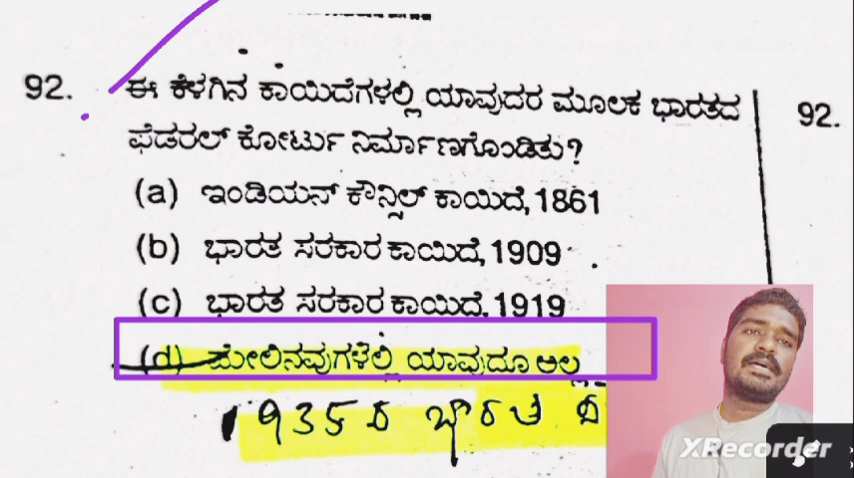 92. ಈ ಕೆಳಗಿನ ಕಾಯಿದೆಗಳಲ್ಲಿ ಯಾವುದರ ಮೂಲಕ ಭಾರತದ
ಫೆಡರಲ್ ಕೋರ್ಟು ನಿರ್ಮಾಣಗೊಂಡಿತು?
(a) ಇಂಡಿಯನ್ ಕೌನ್ಸಿಲ್ ಕಾಯಿದೆ, 1861
(b) ಭಾರತ ಸರಕಾರ ಕಾಯಿದೆ, 1909
(c) ಭಾರತ ಸರಕಾರ ಕಾಯಿದೆ, 1919
(d) ಮೇಲಿನವುಗಳಲ್ಲಿ ಯಾವುದೂ ಅಲ್ಲ
1935ರ ಭಾರತ
92.
XRecorder